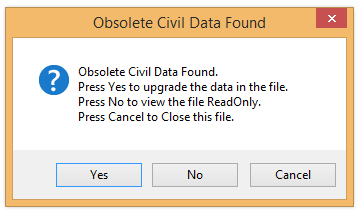 Obsolete Civil Data Found
Obsolete Civil Data Found.
Press Yes to upgrade the data in the file.
Press No to view the file ReadOnly.
Press Cancel to Close this file.
Yes No Cancel